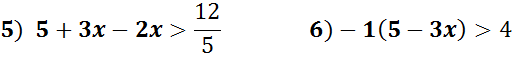 5) 5 + 3x − 2x > 12/5    6) − 1(5 − 3x) > 4